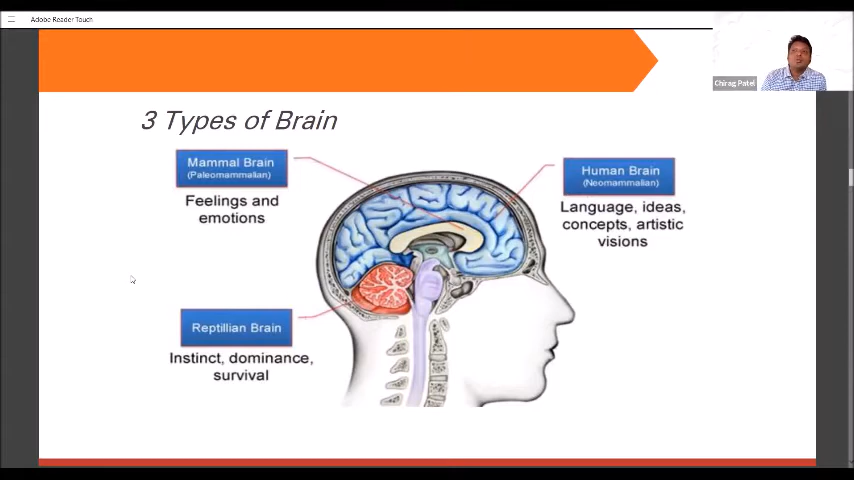 Adobe Reader Touch
Chirag Patel
3 Types of Brain
Mammal Brain
(Paleomammalian)
Feelings and
emotions
Human Brain
(Neomammalian)
Language, ideas,
concepts, artistic
visions
Reptillian Brain
Instinct, dominance,
survival